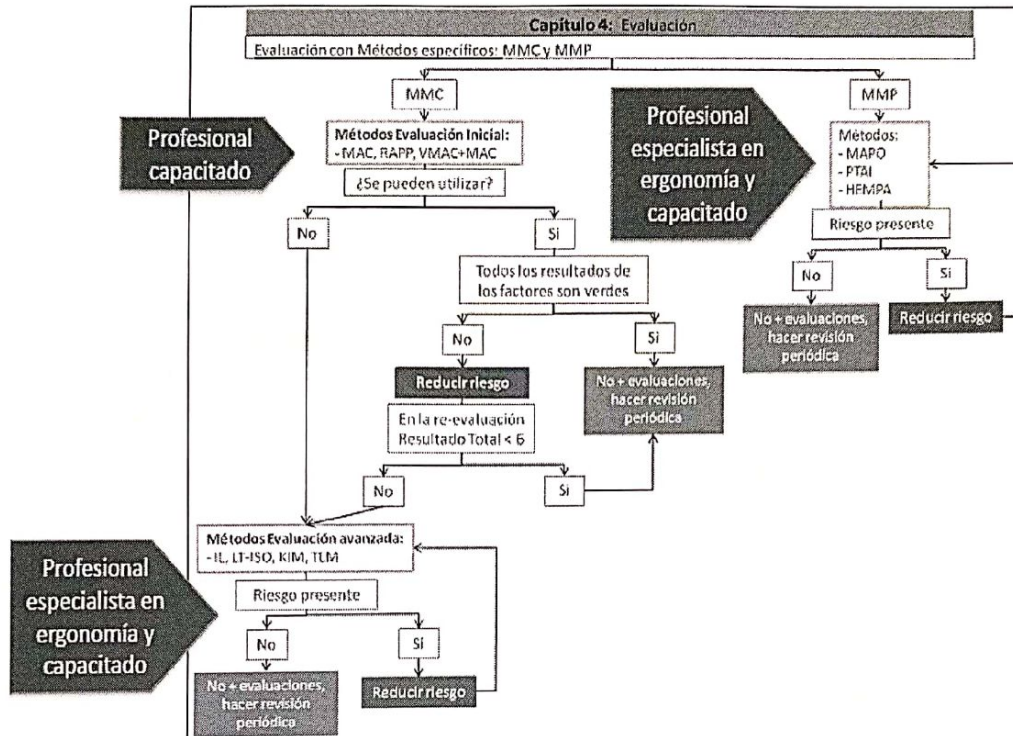 Capítulo 4: Evaluación
Evaluación con Métodos específicos: MMC y MMP
MMC
MMP
Profesional
capacitado
Métodos Evaluación Inicial:
- MAC, RAPP, VMAC+MAC
¿Se pueden utilizar?
Profesional
especialista en
ergonomía y
capacitado
Métodos:
- MAPO
- PTAI
- HEMPA
Riesgo presente
No
Si
No
Si
No + evaluaciones,
hacer revisión
periódica
Reducir riesgo
Todos los resultados de
los factores son verdes
No
Si
Reducir riesgo
No + evaluaciones,
hacer revisión
periódica
En la re-evaluación
Resultado Total < 6
No
Si
Profesional
especialista en
ergonomía y
capacitado
Métodos Evaluación avanzada:
- IL, LT-ISO, KIM, TLM
Riesgo presente
No
Si
No + evaluaciones,
hacer revisión
periódica
Reducir riesgo